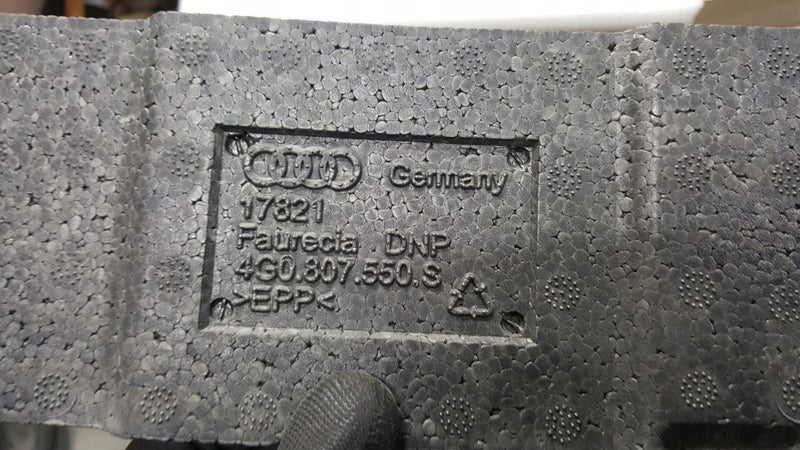 Germany
17821
Faurecia DNP
4G0.807.550.S
>EPP<